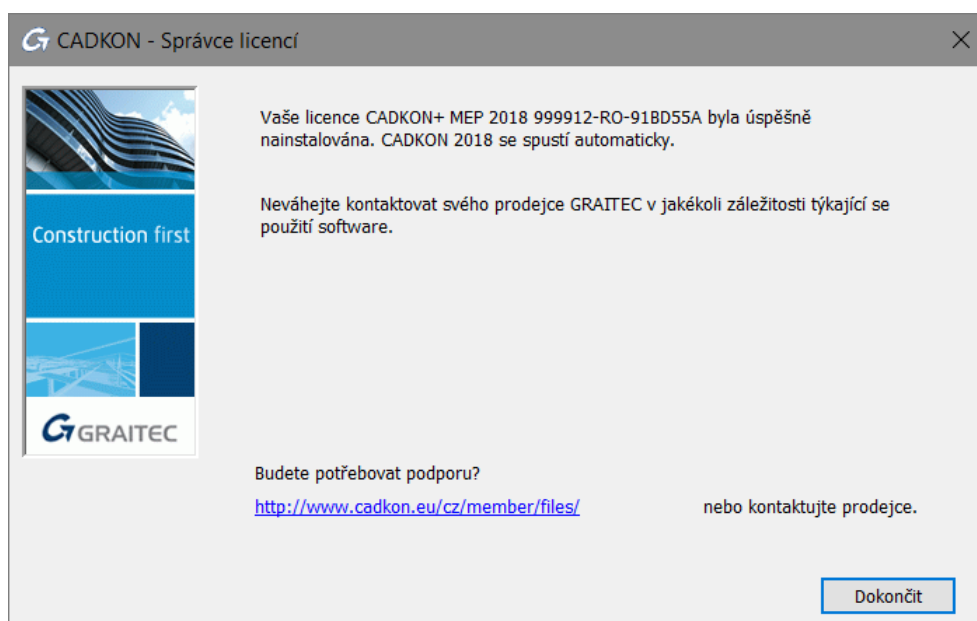 CADKON - Správce licencí
Vaše licence CADKON+ MEP 2018 999912-RO-91BD55A byla úspěšně
nainstalována. CADKON 2018 se spustí automaticky.
Neváhejte kontaktovat svého prodejce GRAITEC v jakékoli záležitosti týkající se
použití software.
Construction first
GRAITEC
Budete potřebovat podporu?
http://www.cadkon.eu/cz/member/files/ nebo kontaktujte prodejce.
Dokončit